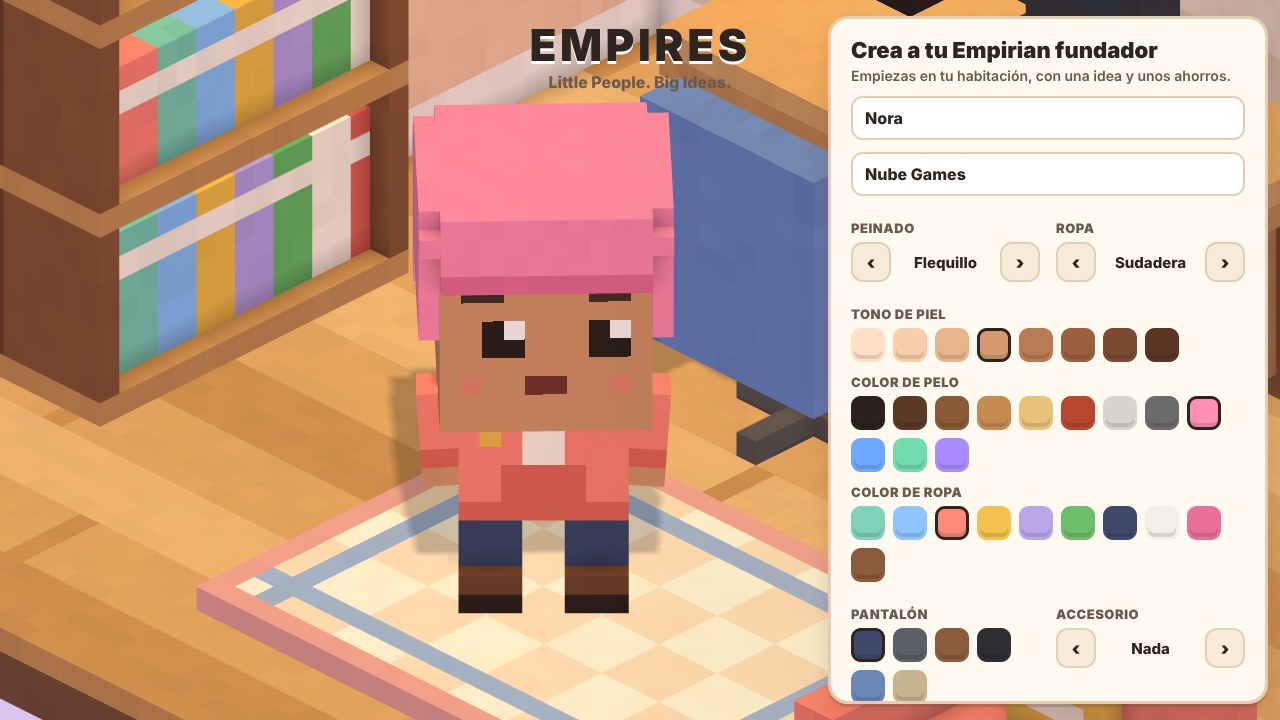 EMPIRES
Little People. Big Ideas.
Crea a tu Empirian fundador
Empiezas en tu habitación, con una idea y unos ahorros.
Nora
Nube Games
PEINADO
ROPA
‹ Flequillo ›
‹ Sudadera ›
TONO DE PIEL
COLOR DE PELO
COLOR DE ROPA
PANTALÓN
ACCESORIO
‹ Nada ›